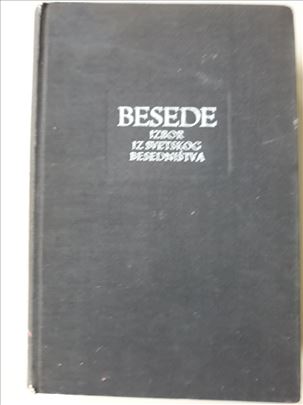 BESEDE
IZBOR
IZ SVETSKOG
BESEDNIŠTVA